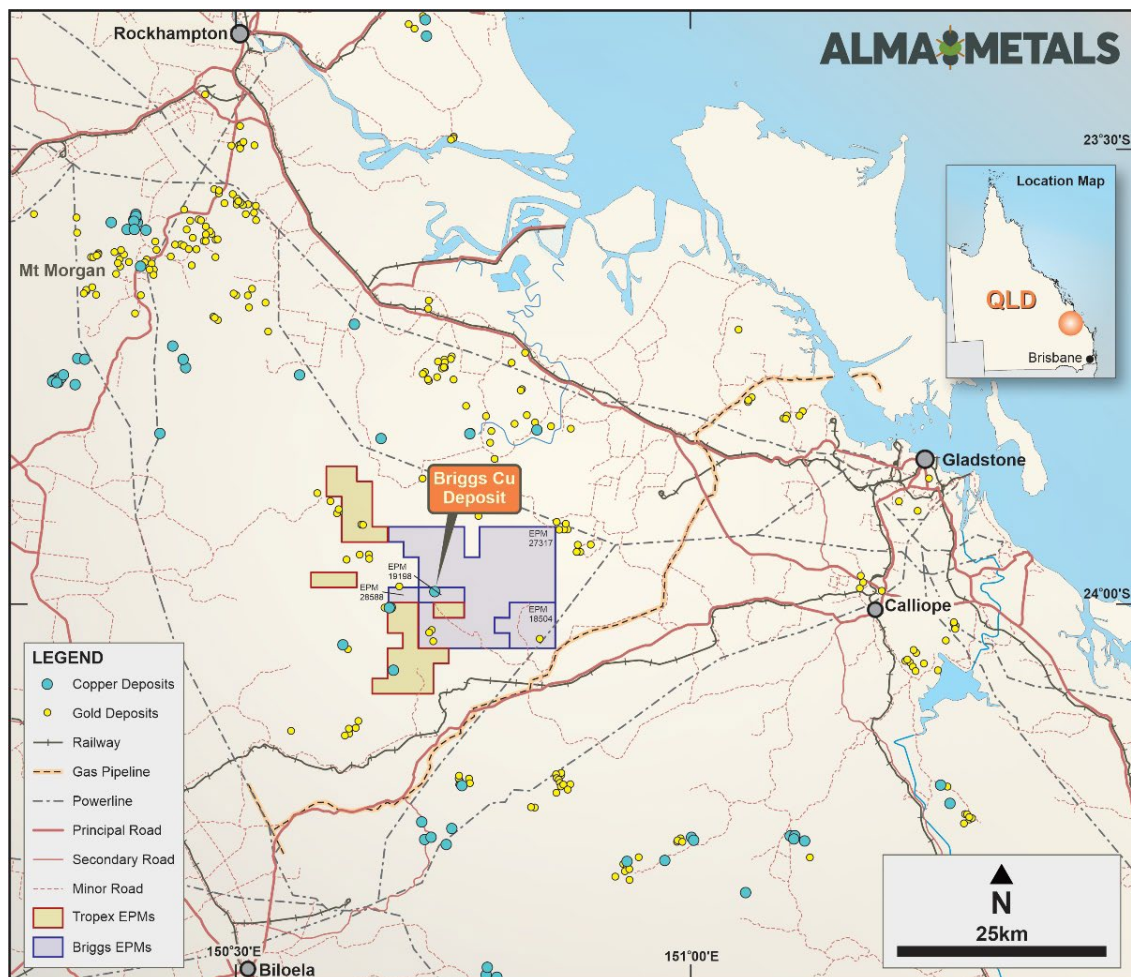 Rockhampton
ALMA METALS
23°30'S
Location Map
QLD
Brisbane
Mt Morgan
Gladstone
Briggs Cu
Deposit
EPM
27317
EPM
19198
EPM
28588
EPM
18504
24°00'S
Calliope
LEGEND
Copper Deposits
Gold Deposits
Railway
Gas Pipeline
Powerline
Principal Road
Secondary Road
Minor Road
Tropex EPMs
Briggs EPMs
150°30'E
Biloela
151°00'E
N
25km